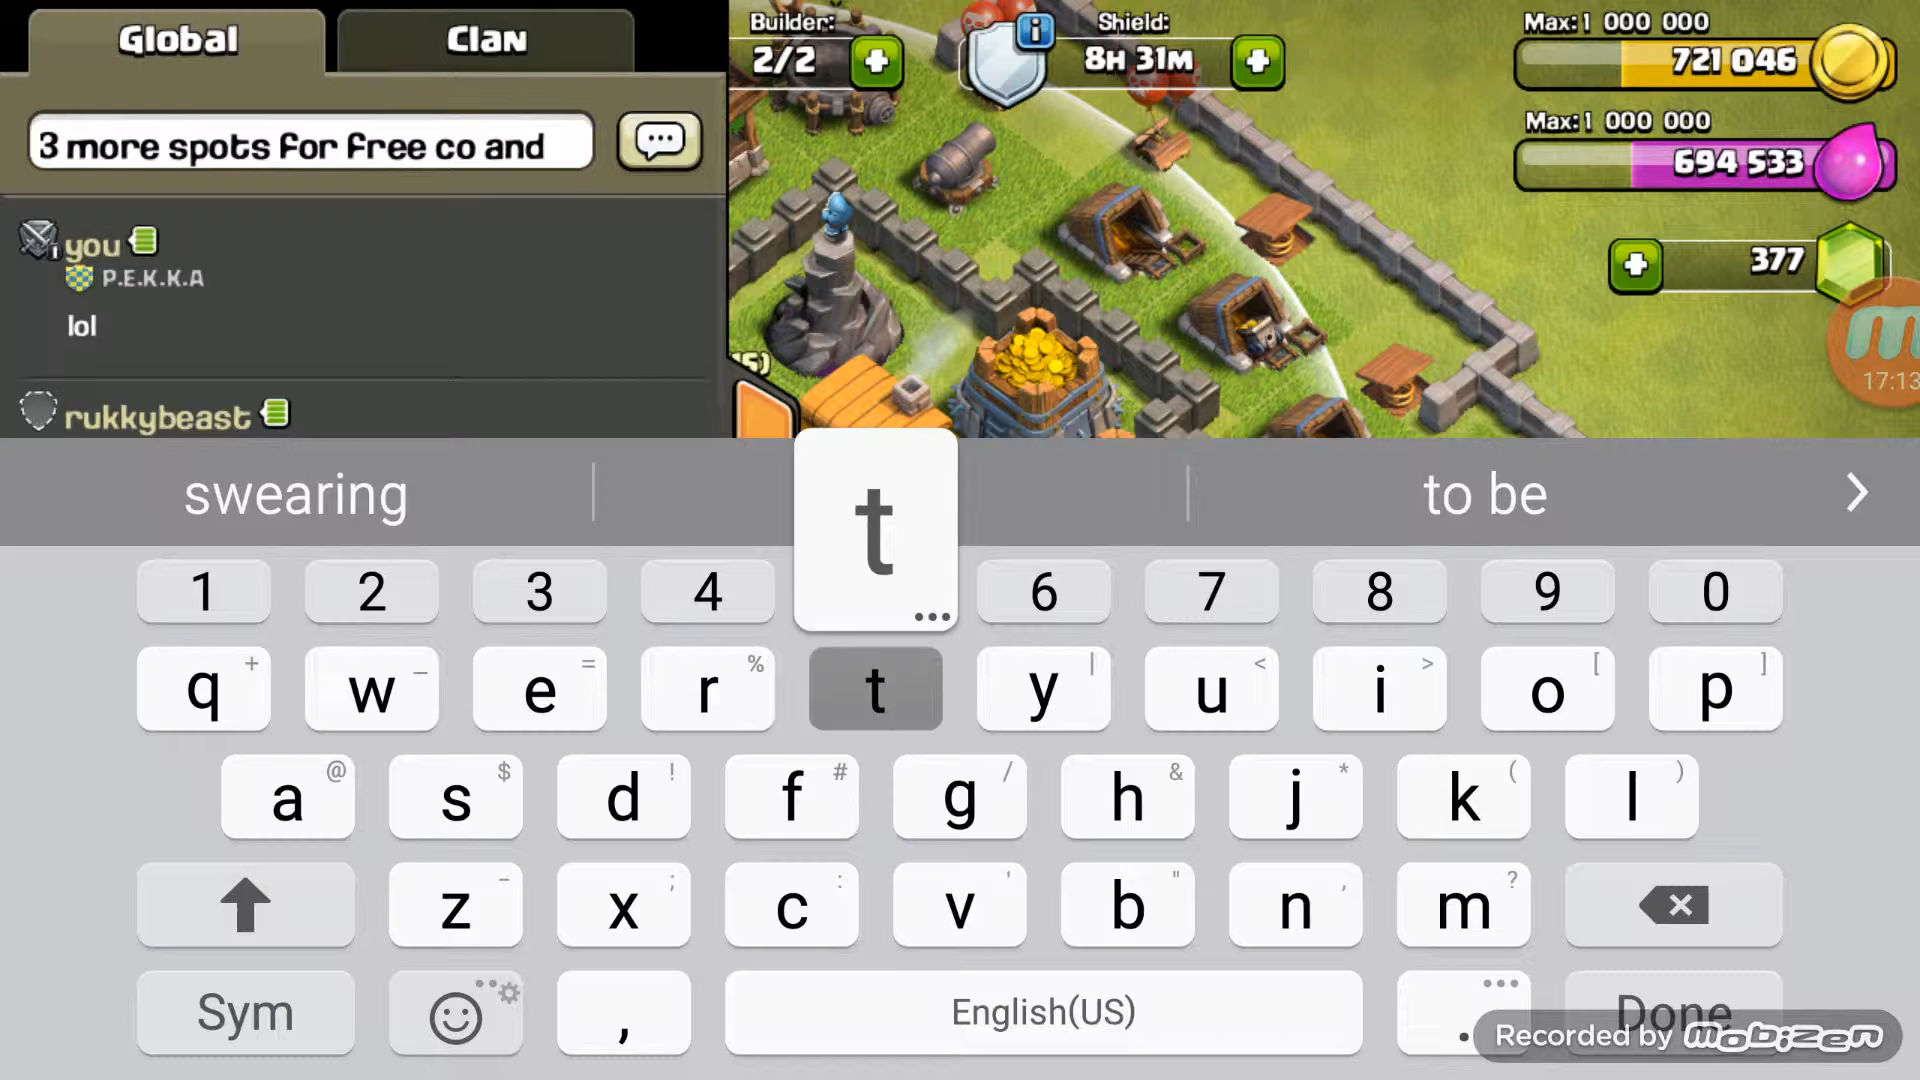 Global
Clan
Builder:
2/2
i
Shield:
8h 31m
Max: 1 000 000
721 046
Max: 1 000 000
694 533
377
3 more spots for free co and
you
P.E.K.K.A
lol
rukkybeast
17:13
swearing
t
to be
1 2 3 4 6 7 8 9 0
q + w _ e = r % t y | u < i > o [ p ]
a @ s $ d ! f # g / h & j * k ( l )
z - x ; c : v ' b " n , m ?
Sym , English(US) . Done
Recorded by mobizen